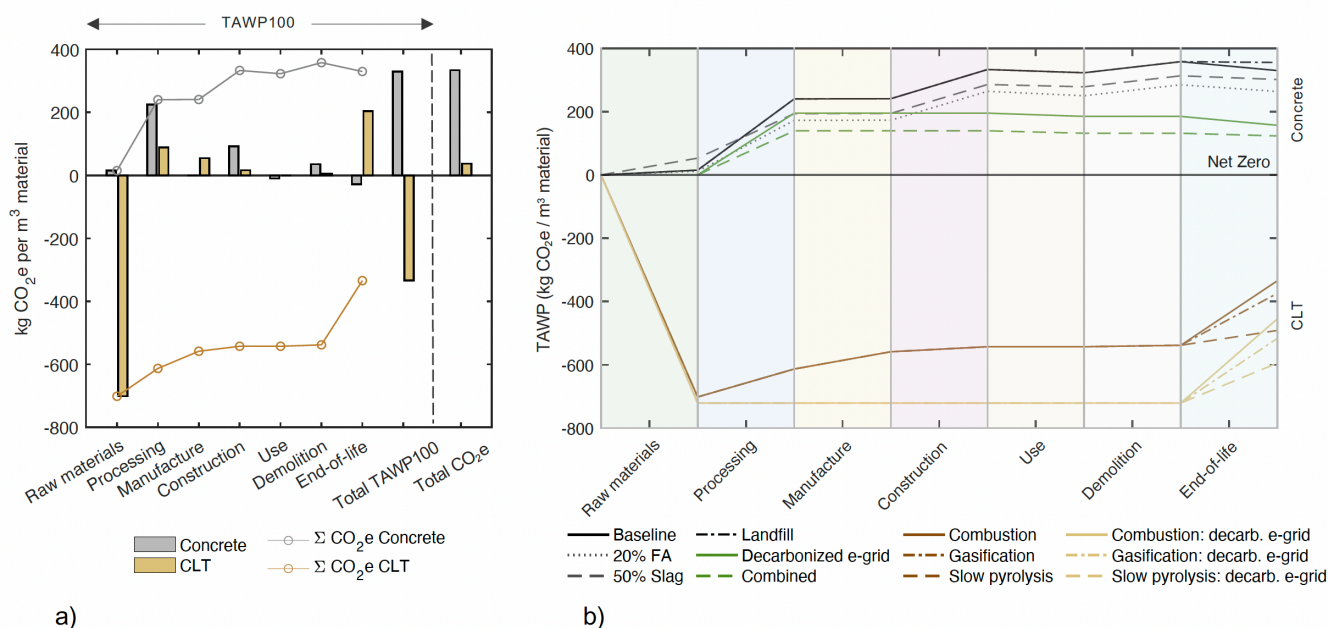 TAWP100
400
200
0
-200
-400
-600
-800
kg CO2e per m3 material
Raw materials
Processing
Manufacture
Construction
Use
Demolition
End-of-life
Total TAWP100
Total CO2e
Concrete
CLT
Σ CO2e Concrete
Σ CO2e CLT
a)
400
200
0
-200
-400
-600
-800
TAWP (kg CO₂e / m³ material)
Net Zero
Concrete
CLT
Raw materials
Processing
Manufacture
Construction
Use
Demolition
End-of-life
Baseline
20% FA
50% Slag
Landfill
Decarbonized e-grid
Combined
Combustion
Gasification
Slow pyrolysis
Combustion: decarb. e-grid
Gasification: decarb. e-grid
Slow pyrolysis: decarb. e-grid
b)